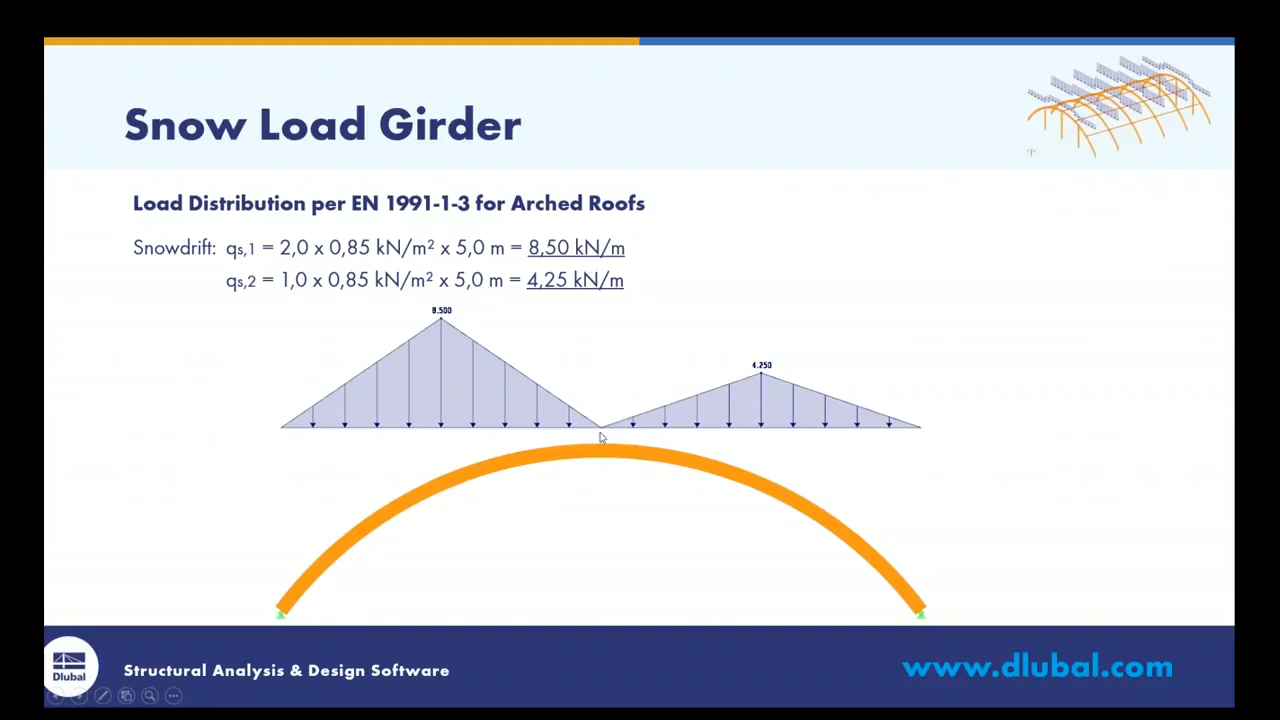 Snow Load Girder
Load Distribution per EN 1991-1-3 for Arched Roofs
Snowdrift: qs,1 = 2,0 x 0,85 kN/m² x 5,0 m = 8,50 kN/m
qs,2 = 1,0 x 0,85 kN/m² x 5,0 m = 4,25 kN/m
8.500
4.250
Dlubal
Structural Analysis & Design Software
www.dlubal.com